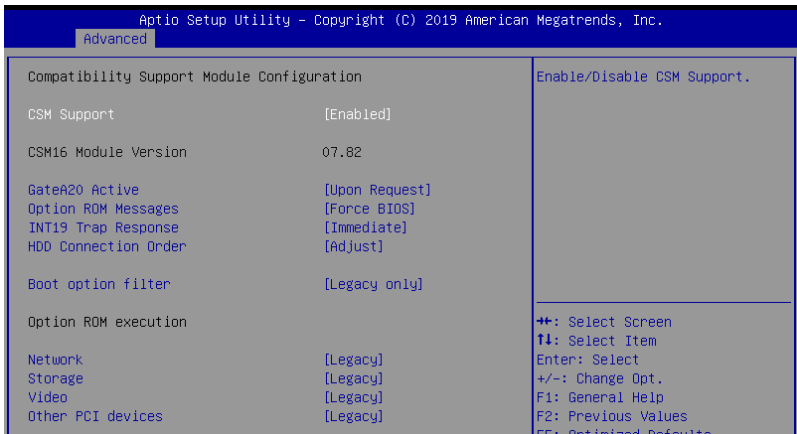 Aptio Setup Utility – Copyright (C) 2019 American Megatrends, Inc.
Advanced
Compatibility Support Module Configuration
CSM Support [Enabled]
CSM16 Module Version 07.82
GateA20 Active [Upon Request]
Option ROM Messages [Force BIOS]
INT19 Trap Response [Immediate]
HDD Connection Order [Adjust]
Boot option filter [Legacy only]
Option ROM execution
Network [Legacy]
Storage [Legacy]
Video [Legacy]
Other PCI devices [Legacy]
Enable/Disable CSM Support.
→←: Select Screen
↑↓: Select Item
Enter: Select
+/-: Change Opt.
F1: General Help
F2: Previous Values
Optimized Defaults